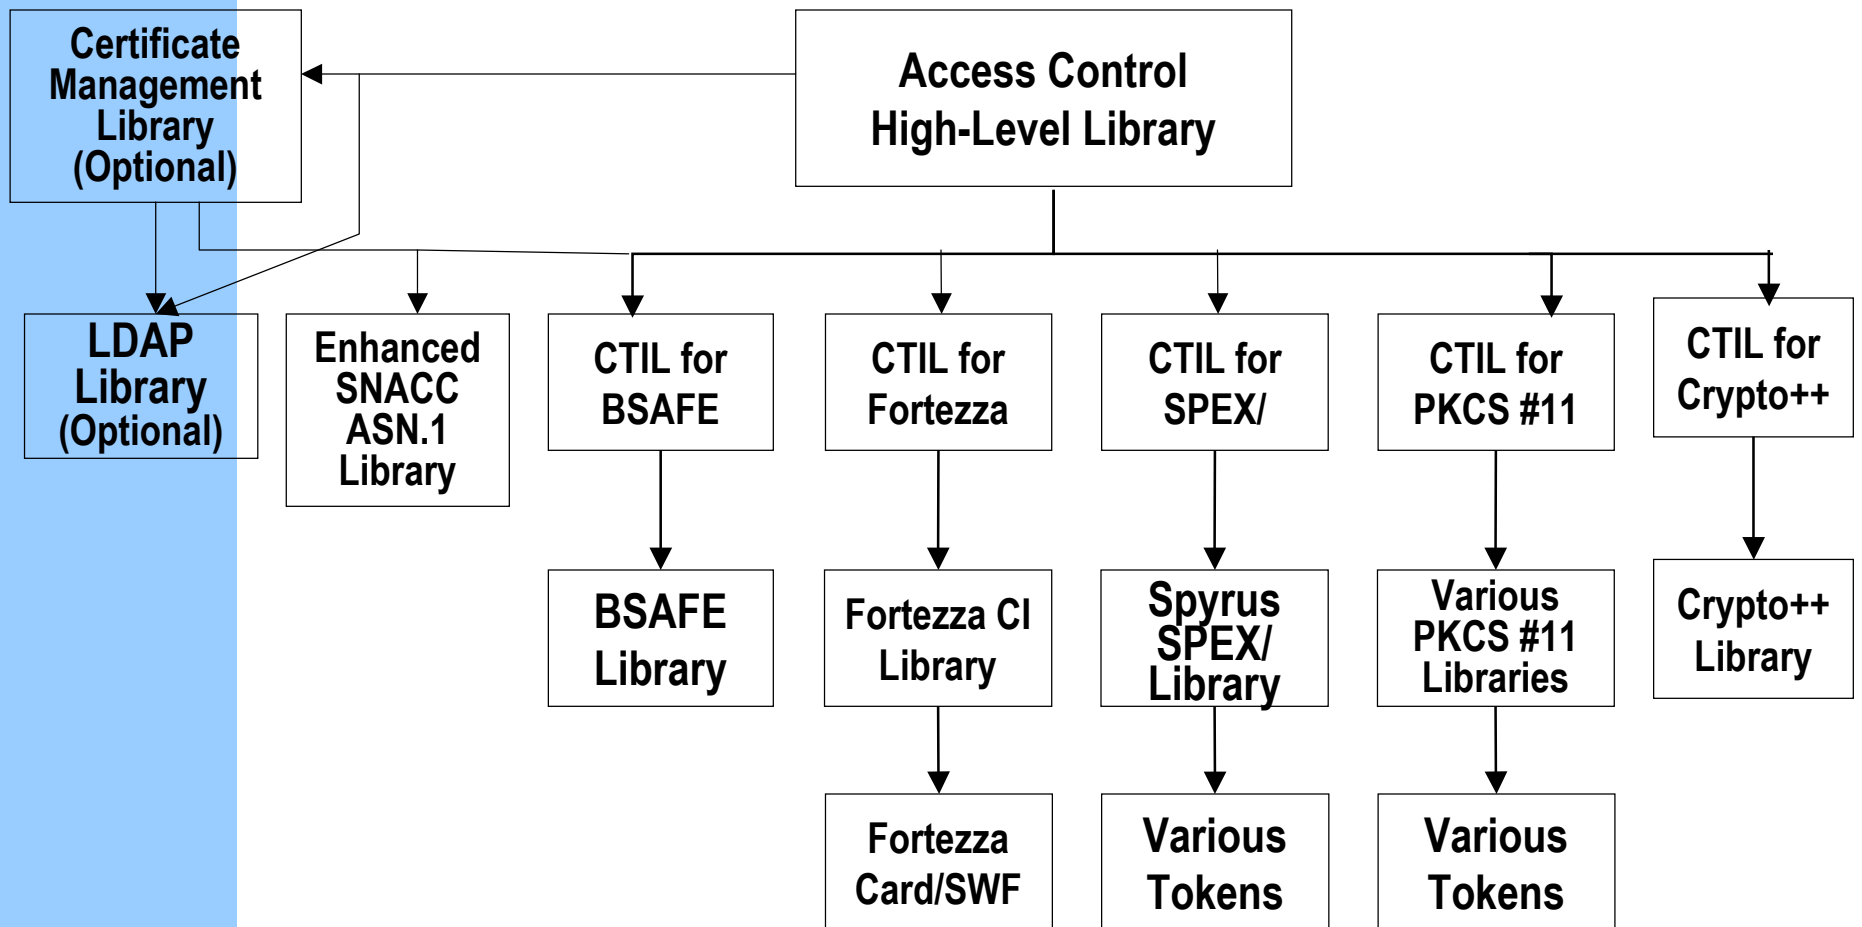 Certificate
Management
Library
(Optional)
Access Control
High-Level Library
LDAP
Library
(Optional)
Enhanced
SNACC
ASN.1
Library
CTIL for
BSAFE
CTIL for
Fortezza
CTIL for
SPEX/
CTIL for
PKCS #11
CTIL for
Crypto++
BSAFE
Library
Fortezza CI
Library
Spyrus
SPEX/
Library
Various
PKCS #11
Libraries
Crypto++
Library
Fortezza
Card/SWF
Various
Tokens
Various
Tokens